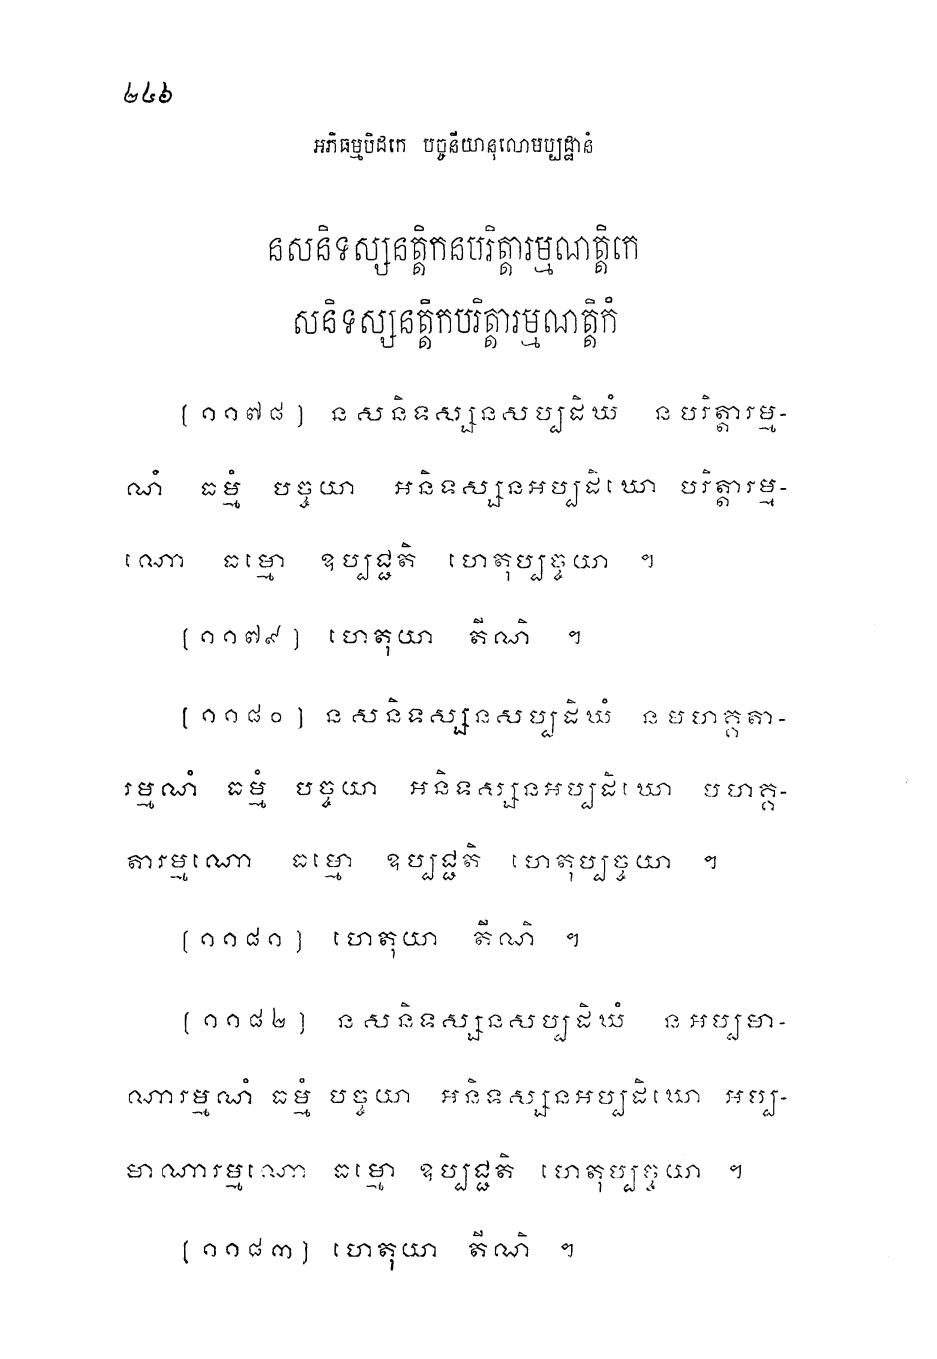 ២៤៦
អភិធម្មបិដកេ បច្ចនីយានុលោមប្បដ្ឋានំ
នសនិទស្សនត្តិកនបរិត្តារម្មណត្តិកេ
សនិទស្សនត្តិកបរិត្តារម្មណត្តិកំ
[១១៧៨] នសនិទស្សនសប្បដិឃំ នបរិត្តារម្ម-
ណំ ធម្មំ បច្ចយា អនិទស្សនអប្បដិឃោ បរិត្តារម្ម-
ណោ ធម្មោ ឧប្បជ្ជតិ ហេតុប្បច្ចយា ។
[១១៧៩] ហេតុយា តីណិ ។
[១១៨០] នសនិទស្សនសប្បដិឃំ នមហគ្គតា-
រម្មណំ ធម្មំ បច្ចយា អនិទស្សនអប្បដិឃោ មហគ្គ-
តារម្មណោ ធម្មោ ឧប្បជ្ជតិ ហេតុប្បច្ចយា ។
[១១៨១] ហេតុយា តីណិ ។
[១១៨២] នសនិទស្សនសប្បដិឃំ នអប្បមា-
ណារម្មណំ ធម្មំ បច្ចយា អនិទស្សនអប្បដិឃោ អប្ប-
មាណារម្មណោ ធម្មោ ឧប្បជ្ជតិ ហេតុប្បច្ចយា ។
[១១៨៣] ហេតុយា តីណិ ។